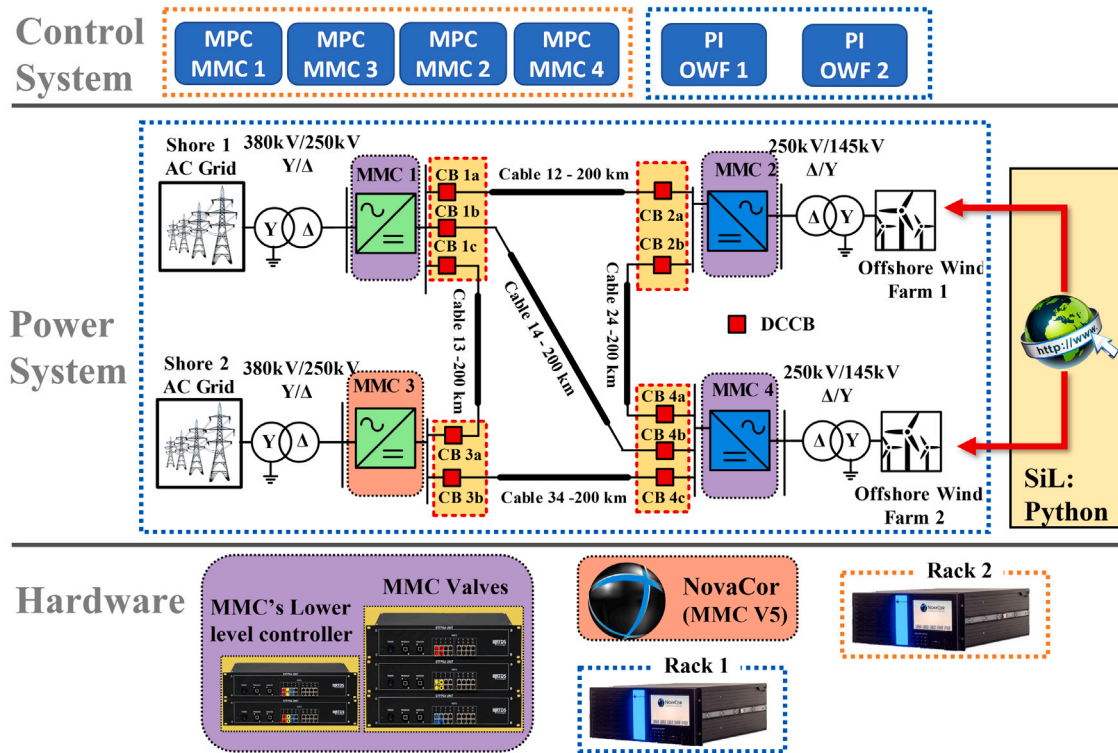 Control
System
MPC
MMC 1
MPC
MMC 3
MPC
MMC 2
MPC
MMC 4
PI
OWF 1
PI
OWF 2
Power
System
Shore 1
AC Grid
380kV/250kV
Y/Δ
Y
Δ
MMC 1
CB 1a
CB 1b
CB 1c
Cable 12 - 200 km
CB 2a
CB 2b
MMC 2
250kV/145kV
Δ/Y
Δ
Y
Offshore Wind
Farm 1
Cable 13 -200 km
Cable 14 - 200 km
Cable 24 -200 km
DCCB
http://www.
Shore 2
AC Grid
380kV/250kV
Y/Δ
Y
Δ
MMC 3
CB 3a
CB 3b
Cable 34 -200 km
CB 4a
CB 4b
CB 4c
MMC 4
250kV/145kV
Δ/Y
Δ
Y
Offshore Wind
Farm 2
SiL:
Python
Hardware
MMC's Lower
level controller
MMC Valves
RTDS
RTDS
NovaCor
(MMC V5)
Rack 1
Rack 2